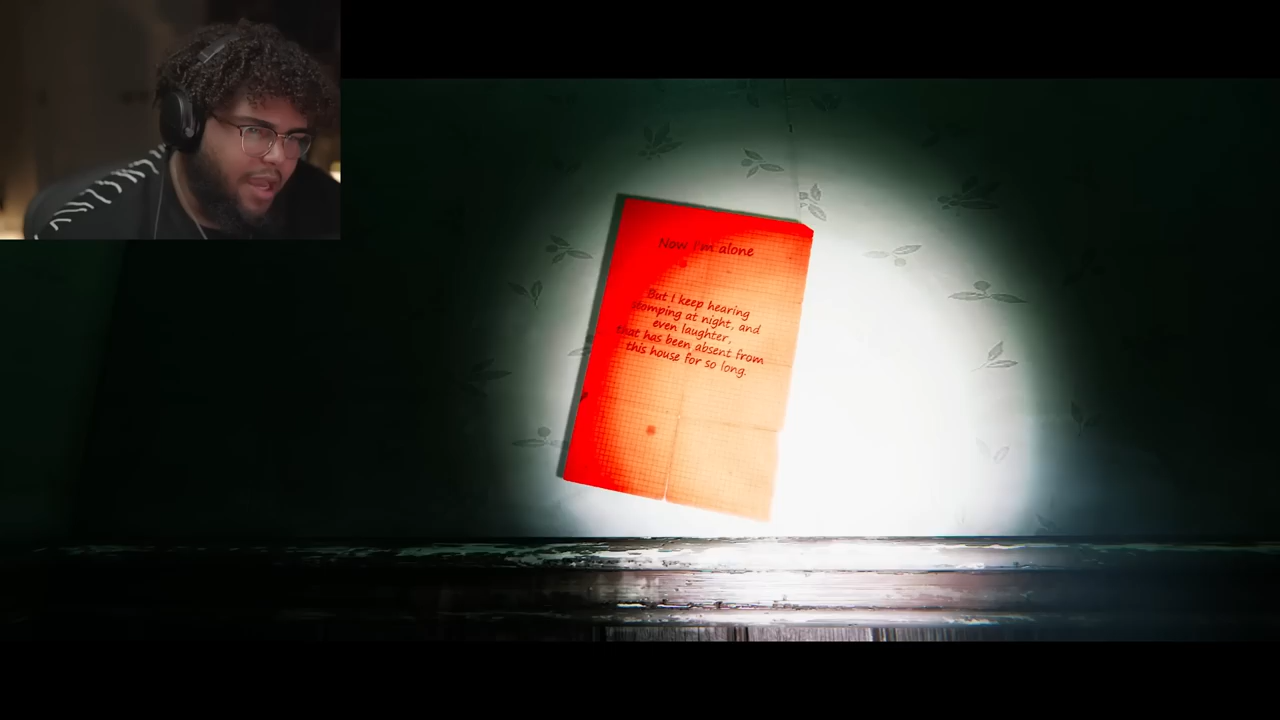 Now I'm alone
But I keep hearing
stomping at night, and
even laughter,
that has been absent from
this house for so long.